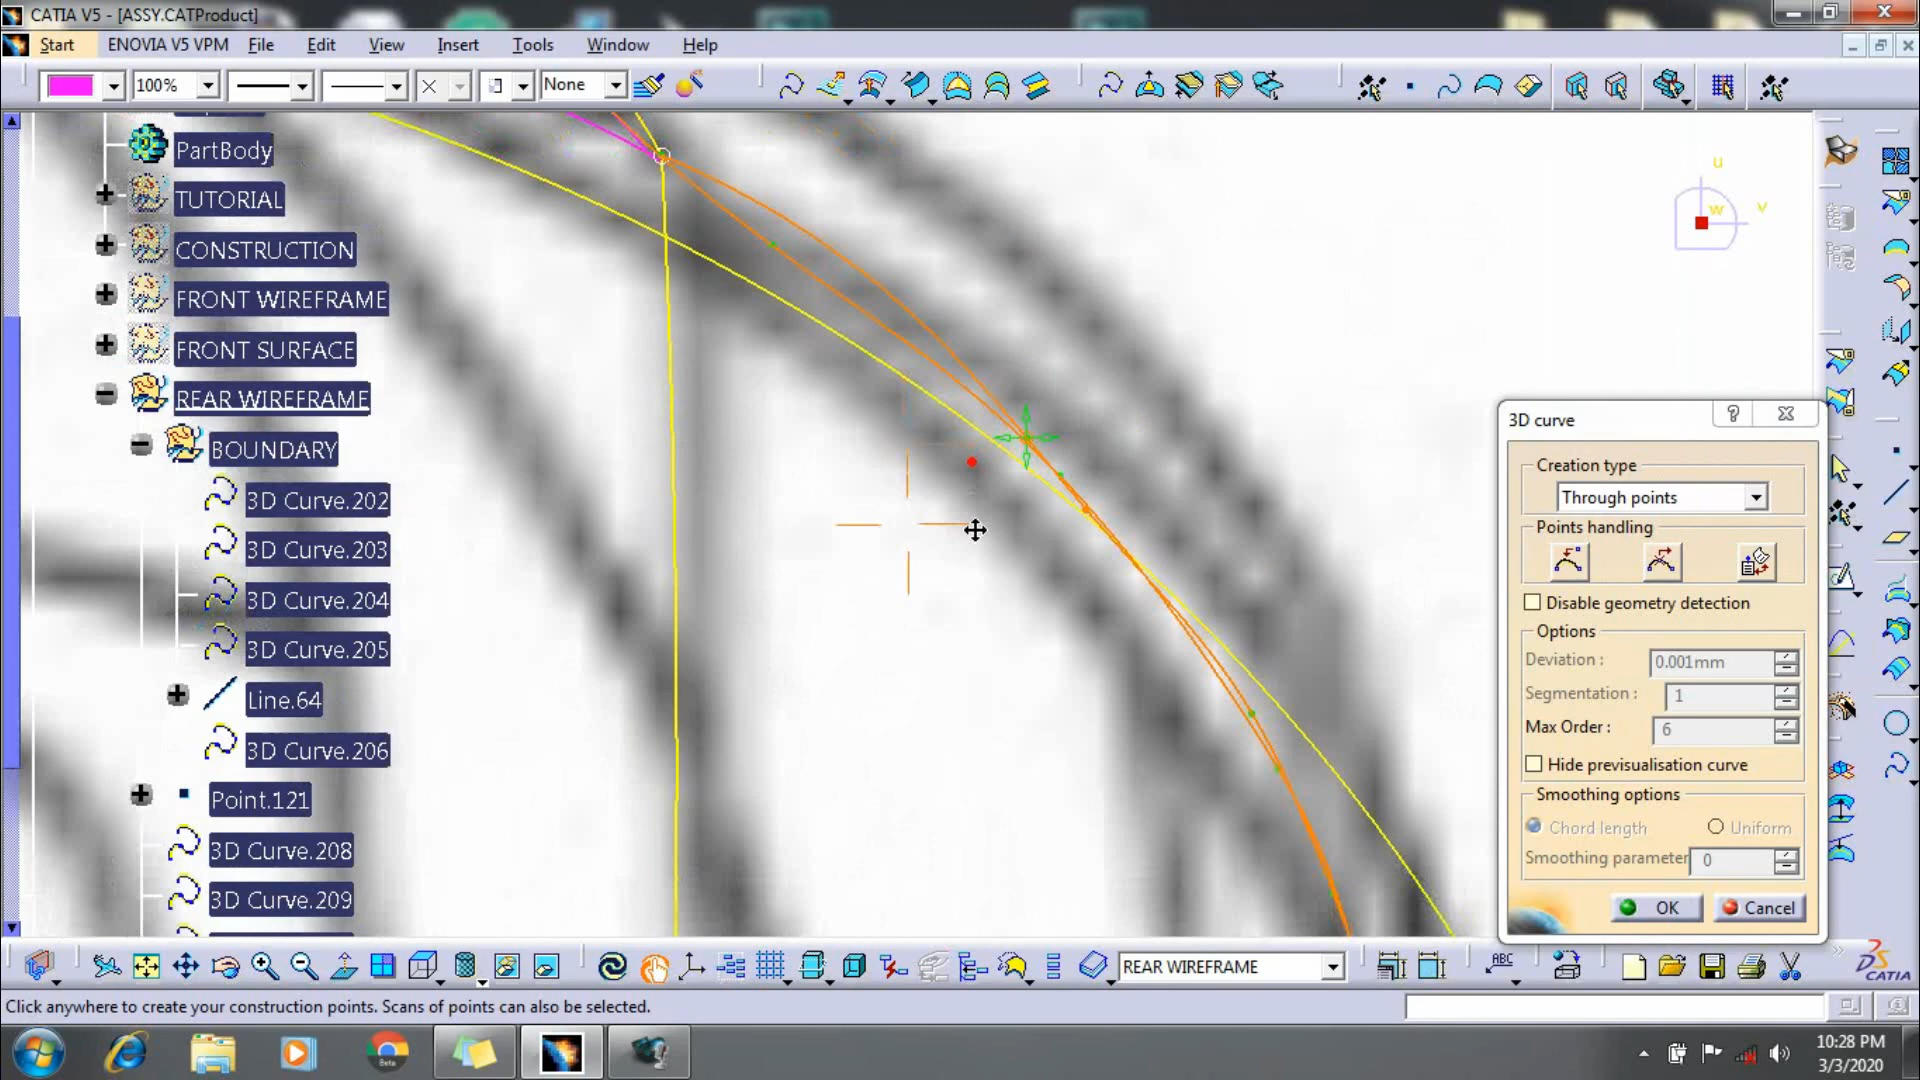 CATIA V5 - [ASSY.CATProduct]
Start ENOVIA V5 VPM File Edit View Insert Tools Window Help
100% None
PartBody
TUTORIAL
CONSTRUCTION
FRONT WIREFRAME
FRONT SURFACE
REAR WIREFRAME
BOUNDARY
3D Curve.202
3D Curve.203
3D Curve.204
3D Curve.205
Line.64
3D Curve.206
Point.121
3D Curve.208
3D Curve.209
u
w v
3D curve
Creation type
Through points
Points handling
Disable geometry detection
Options
Deviation : 0.001mm
Segmentation : 1
Max Order : 6
Hide previsualisation curve
Smoothing options
Chord length Uniform
Smoothing parameter 0
OK Cancel
REAR WIREFRAME
ABC
CATIA
Click anywhere to create your construction points. Scans of points can also be selected.
Beta
10:28 PM
3/3/2020